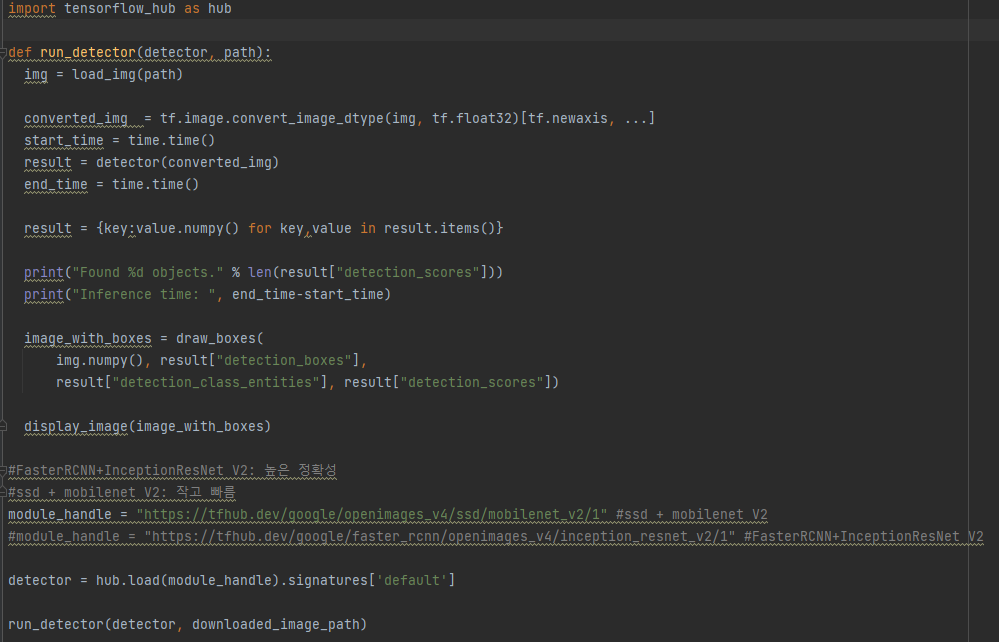 import tensorflow_hub as hub
def run_detector(detector, path):
img = load_img(path)
converted_img  = tf.image.convert_image_dtype(img, tf.float32)[tf.newaxis, ...]
start_time = time.time()
result = detector(converted_img)
end_time = time.time()
result = {key:value.numpy() for key,value in result.items()}
print("Found %d objects." % len(result["detection_scores"]))
print("Inference time: ", end_time-start_time)
image_with_boxes = draw_boxes(
img.numpy(), result["detection_boxes"],
result["detection_class_entities"], result["detection_scores"])
display_image(image_with_boxes)
#FasterRCNN+InceptionResNet V2: 높은 정확성
#ssd + mobilenet V2: 작고 빠름
module_handle = "https://tfhub.dev/google/openimages_v4/ssd/mobilenet_v2/1" #ssd + mobilenet V2
#module_handle = "https://tfhub.dev/google/faster_rcnn/openimages_v4/inception_resnet_v2/1" #FasterRCNN+InceptionResNet V2
detector = hub.load(module_handle).signatures['default']
run_detector(detector, downloaded_image_path)